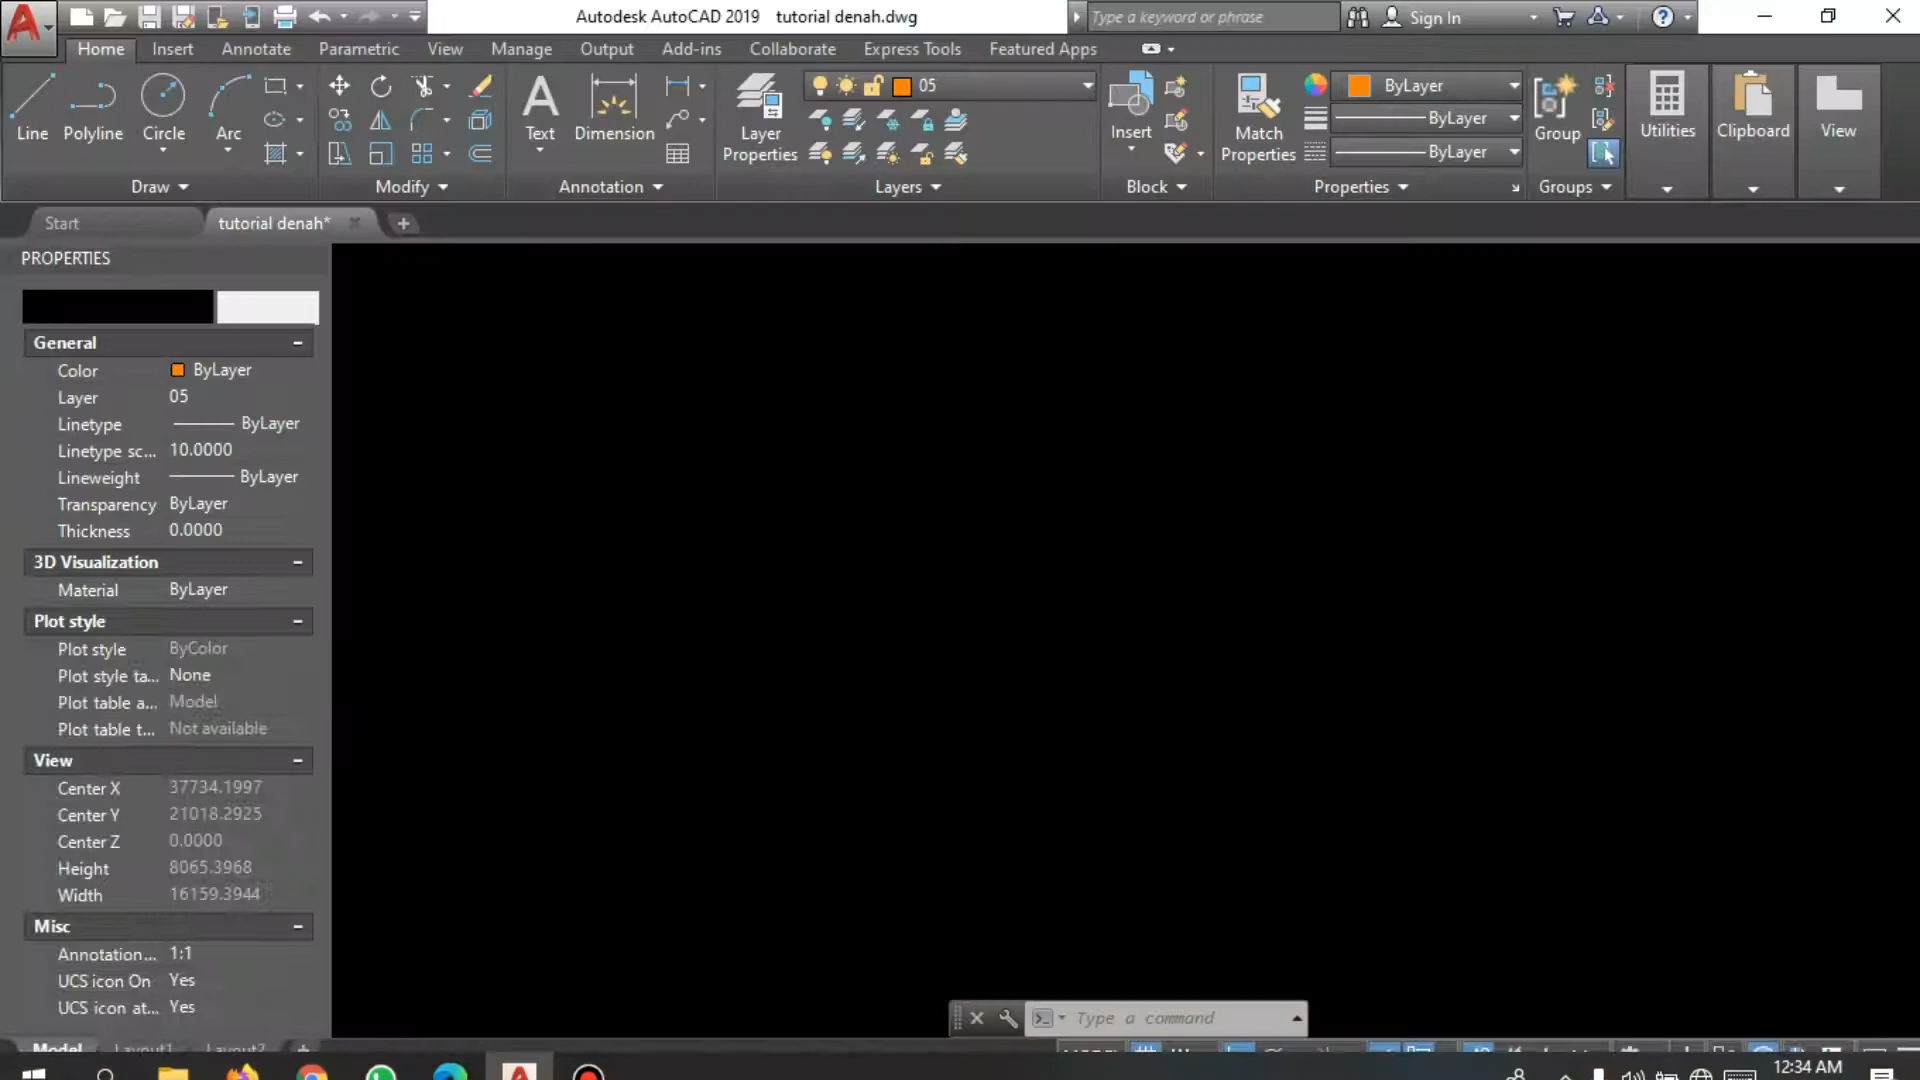 Autodesk AutoCAD 2019 tutorial denah.dwg
Type a keyword or phrase
Sign In
Home Insert Annotate Parametric View Manage Output Add-ins Collaborate Express Tools Featured Apps
Line Polyline Circle Arc
Text Dimension
Layer Properties
05
Insert
Match Properties
ByLayer
ByLayer
ByLayer
Group
Utilities
Clipboard
View
Draw Modify Annotation Layers Block Properties Groups
Start
tutorial denah*
PROPERTIES
General
Color ByLayer
Layer 05
Linetype ByLayer
Linetype sc... 10.0000
Lineweight ByLayer
Transparency ByLayer
Thickness 0.0000
3D Visualization
Material ByLayer
Plot style
Plot style ByColor
Plot style ta... None
Plot table a... Model
Plot table t... Not available
View
Center X 37734.1997
Center Y 21018.2925
Center Z 0.0000
Height 8065.3968
Width 16159.3944
Misc
Annotation... 1:1
UCS icon On Yes
UCS icon at... Yes
Type a command
Model Layout1 Layout2
12:34 AM